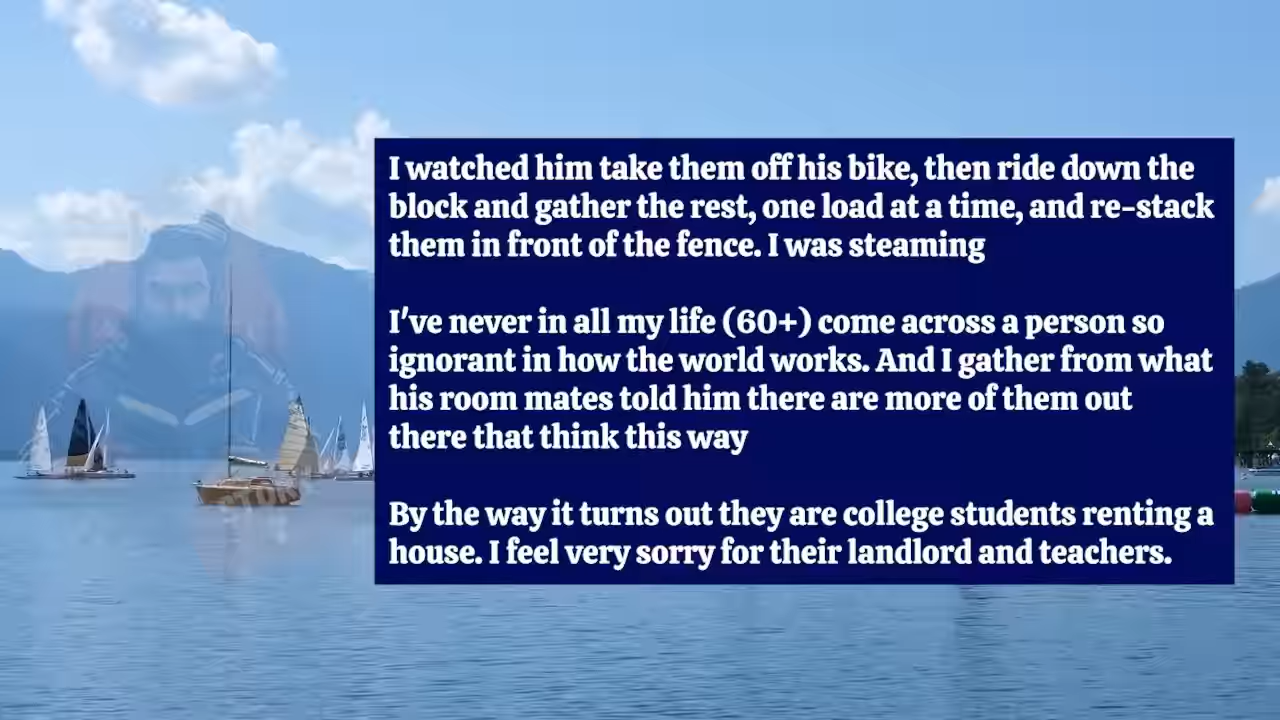 I watched him take them off his bike, then ride down the
block and gather the rest, one load at a time, and re-stack
them in front of the fence. I was steaming
I've never in all my life (60+) come across a person so
ignorant in how the world works. And I gather from what
his room mates told him there are more of them out
there that think this way
By the way it turns out they are college students renting a
house. I feel very sorry for their landlord and teachers.